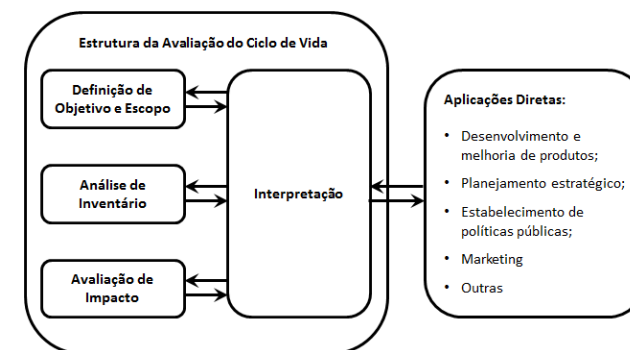 Estrutura da Avaliação do Ciclo de Vida
Definição de
Objetivo e Escopo
Análise de
Inventário
Avaliação de
Impacto
Interpretação
Aplicações Diretas:
• Desenvolvimento e
melhoria de produtos;
• Planejamento estratégico;
• Estabelecimento de
políticas públicas;
• Marketing
• Outras